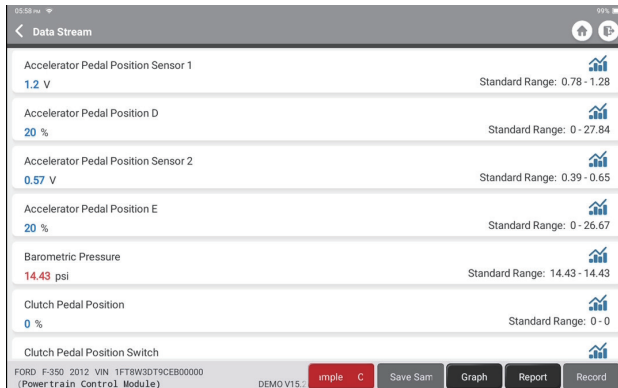 05:58 PM 99%
Data Stream
Accelerator Pedal Position Sensor 1
1.2 V Standard Range: 0.78 - 1.28
Accelerator Pedal Position D
20 % Standard Range: 0 - 27.84
Accelerator Pedal Position Sensor 2
0.57 V Standard Range: 0.39 - 0.65
Accelerator Pedal Position E
20 % Standard Range: 0 - 26.67
Barometric Pressure
14.43 psi Standard Range: 14.43 - 14.43
Clutch Pedal Position
0 % Standard Range: 0 - 0
Clutch Pedal Position Switch
FORD F-350 2012 VIN 1FT8W3DT9CEB00000
(Powertrain Control Module) DEMO V15.: imple C Save Sam Graph Report Record